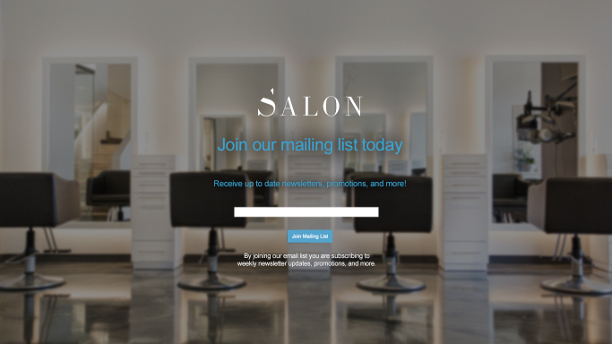 SALON
Join our mailing list today
Receive up to date newsletters, promotions, and more!
Join Mailing List
By joining our email list you are subscribing to
weekly newsletter updates, promotions, and more.